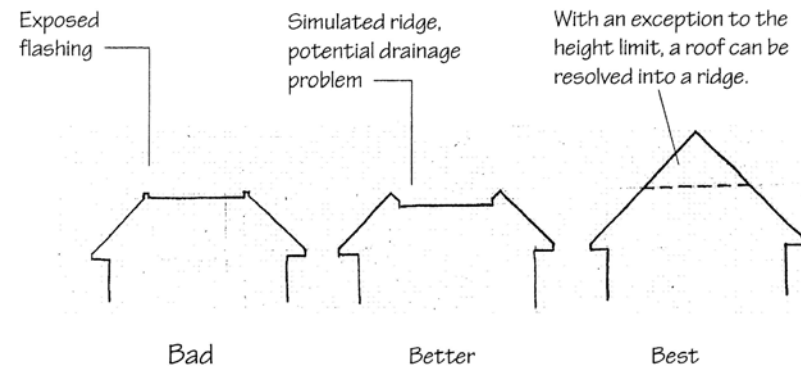 Exposed
flashing
Simulated ridge,
potential drainage
problem
With an exception to the
height limit, a roof can be
resolved into a ridge.
Bad
Better
Best